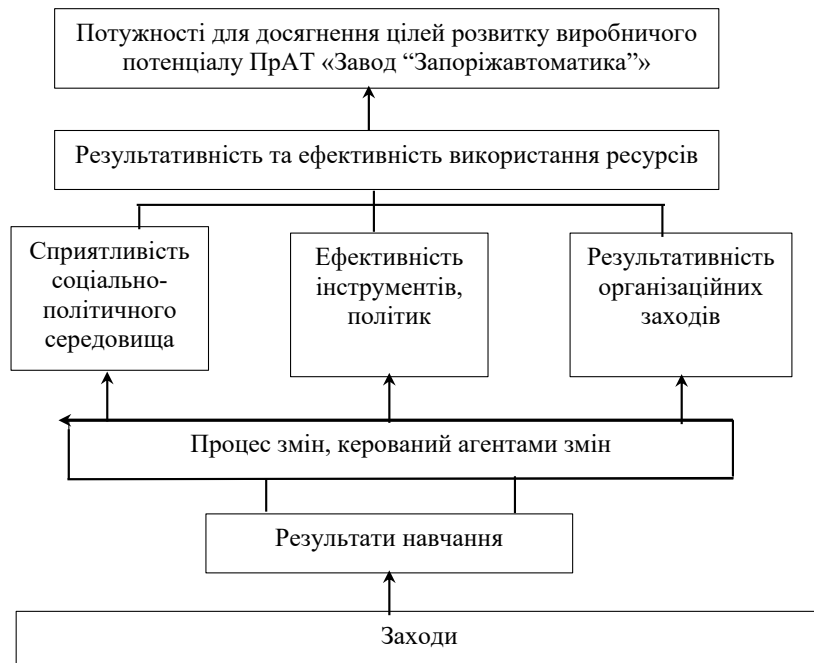 Потужності для досягнення цілей розвитку виробничого
потенціалу ПрАТ «Завод “Запоріжавтоматика”»
Результативність та ефективність використання ресурсів
Сприятливість
соціально-
політичного
середовища
Ефективність
інструментів,
політик
Результативність
організаційних
заходів
Процес змін, керований агентами змін
Результати навчання
Заходи